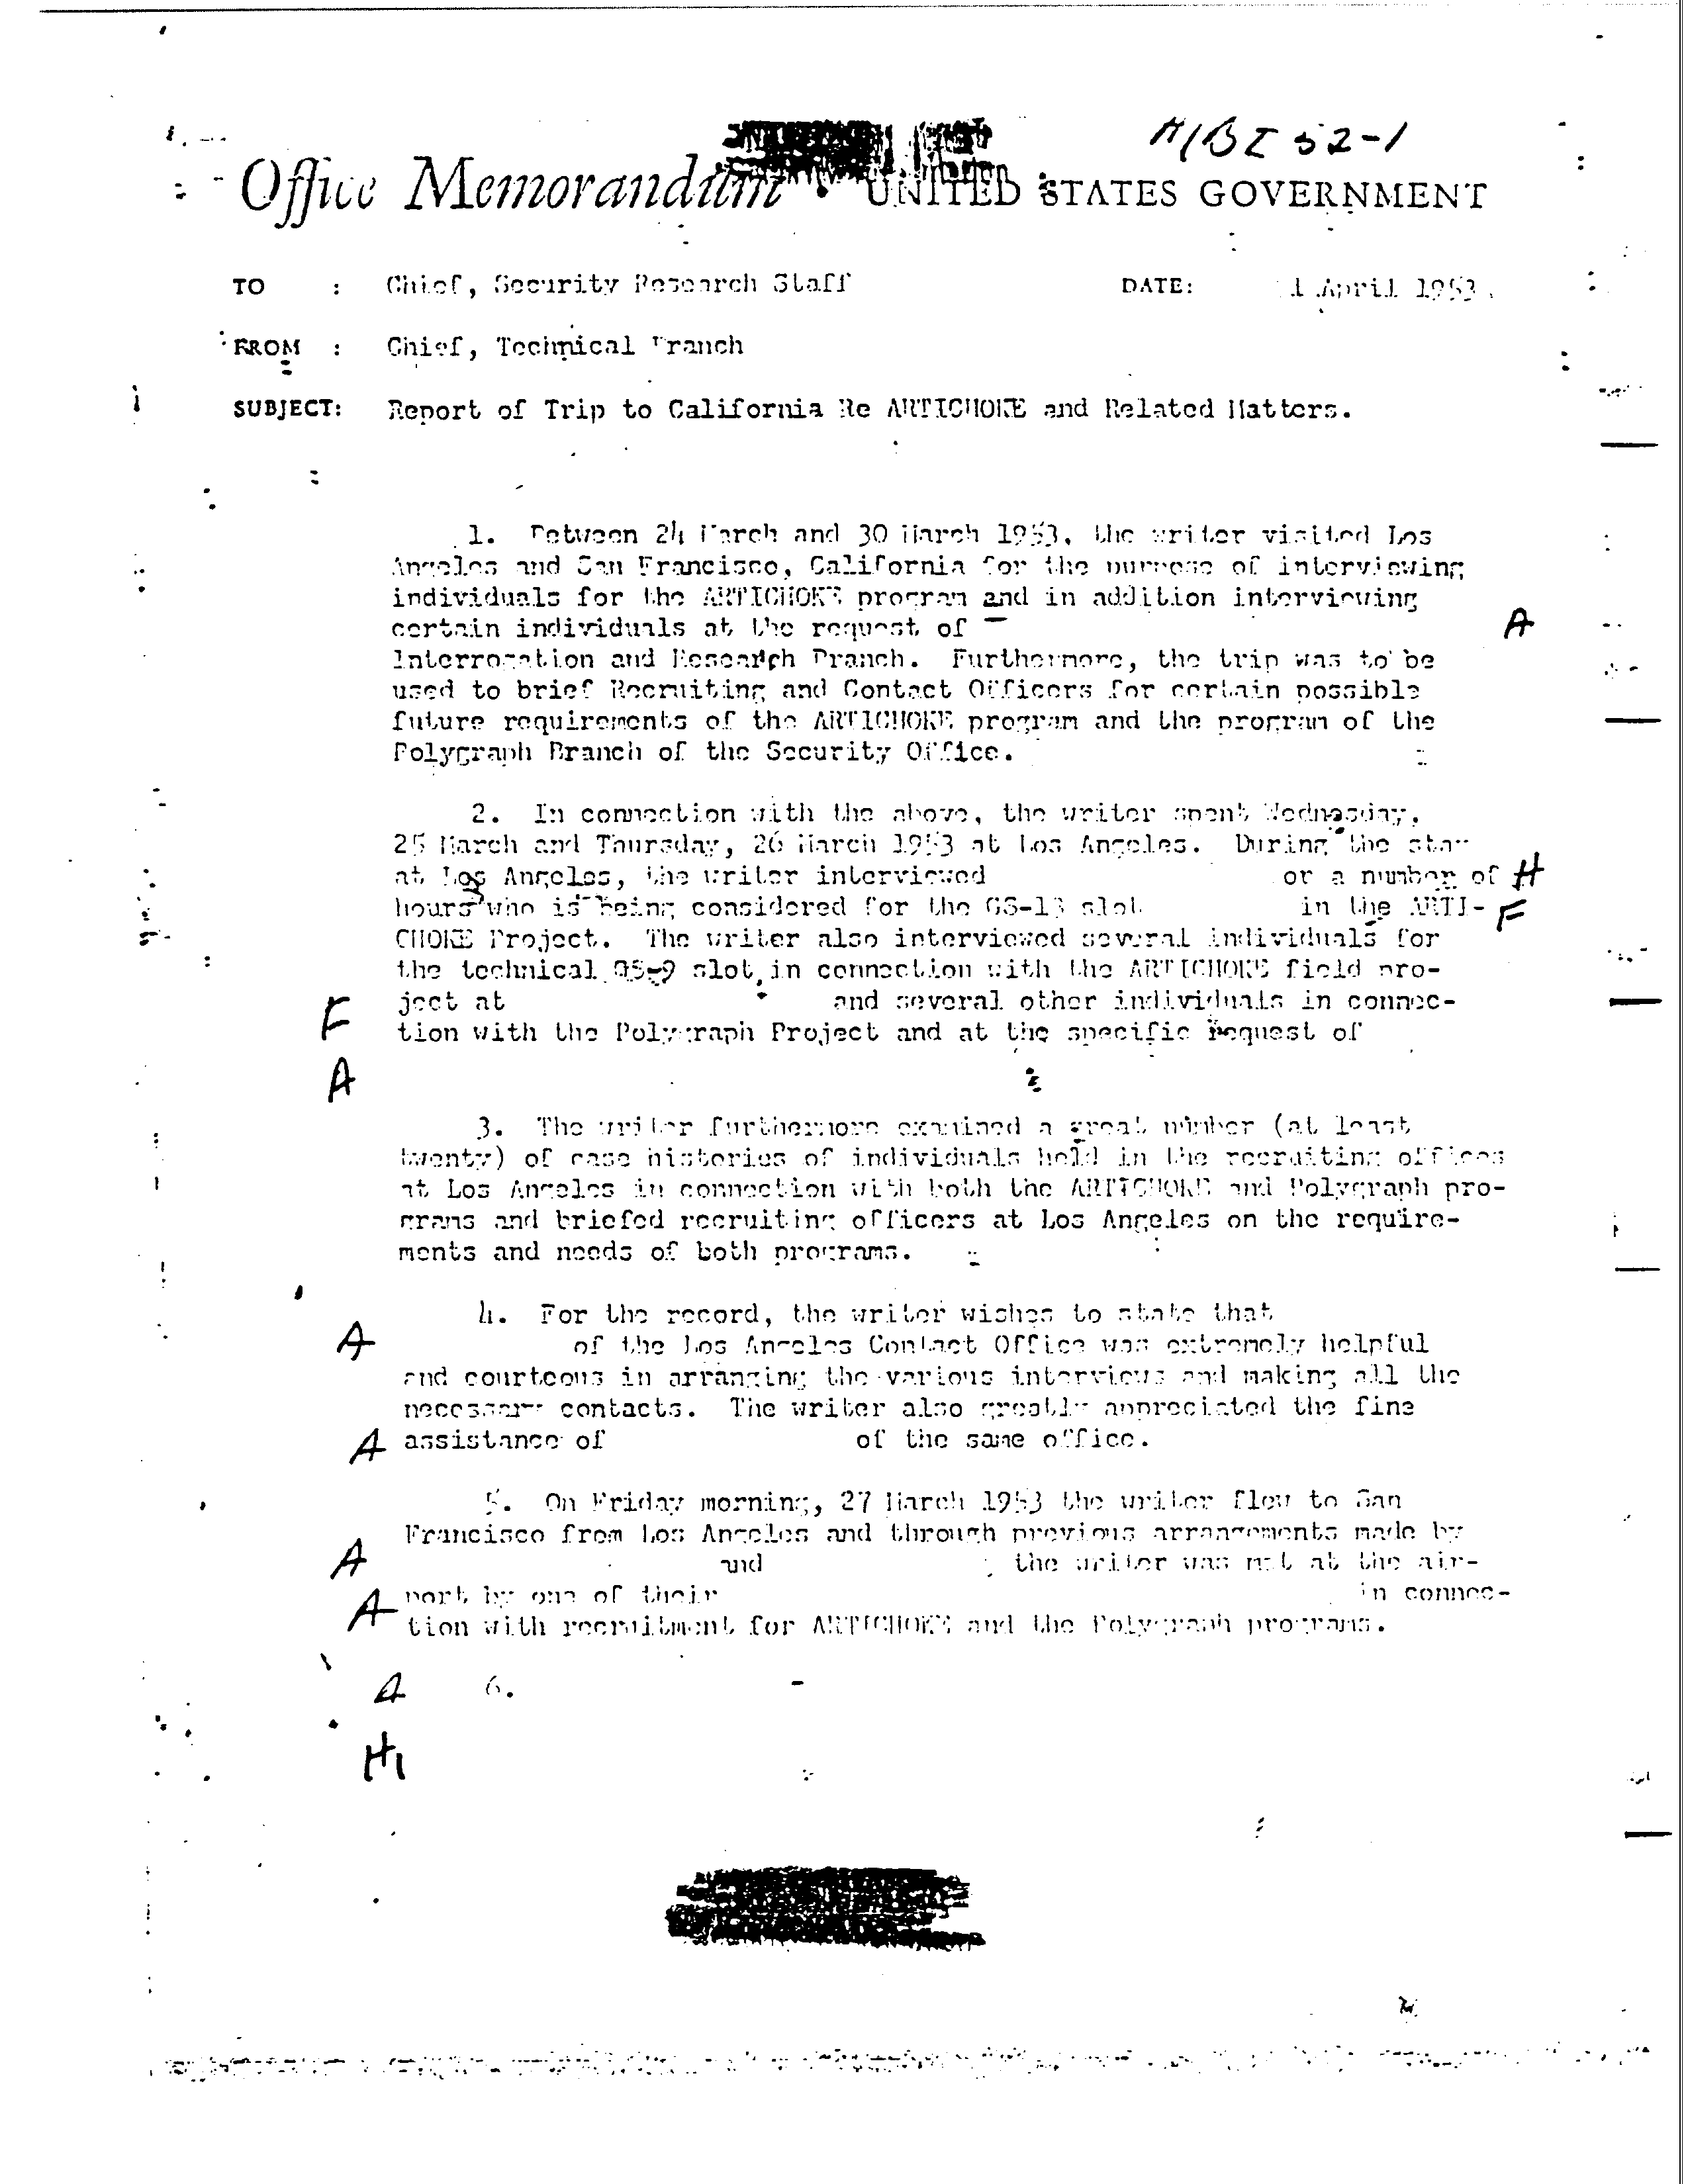 A/B I 52-1
Office Memorandum • UNITED STATES GOVERNMENT
TO : Chief, Security Research Staff DATE: 1 April 1953
FROM : Chief, Technical Branch
SUBJECT: Report of Trip to California Re ARTICHOKE and Related Matters.
1. Between 24 March and 30 March 1953, the writer visited Los
Angeles and San Francisco, California for the purpose of interviewing
individuals for the ARTICHOKE program and in addition interviewing
certain individuals at the request of A
Interrogation and Research Branch. Furthermore, the trip was to be
used to brief Recruiting and Contact Officers for certain possible
future requirements of the ARTICHOKE program and the program of the
Polygraph Branch of the Security Office.
2. In connection with the above, the writer spent Wednesday,
25 March and Thursday, 26 March 1953 at Los Angeles. During the stay
at Los Angeles, the writer interviewed or a number of H
hours who is being considered for the GS-13 slot in the ARTI- F
CHOKE Project. The writer also interviewed several individuals for
the technical GS-9 slot in connection with the ARTICHOKE field pro-
F ject at and several other individuals in connec-
tion with the Polygraph Project and at the specific request of
A
3. The writer furthermore examined a great number (at least
twenty) of case histories of individuals held in the recruiting offices
at Los Angeles in connection with both the ARTICHOKE and Polygraph pro-
grams and briefed recruiting officers at Los Angeles on the require-
ments and needs of both programs.
4. For the record, the writer wishes to state that
A of the Los Angeles Contact Office was extremely helpful
and courteous in arranging the various interviews and making all the
necessary contacts. The writer also greatly appreciated the fine
A assistance of of the same office.
5. On Friday morning, 27 March 1953 the writer flew to San
Francisco from Los Angeles and through previous arrangements made by
A and the writer was met at the air-
A port by one of their in connec-
tion with recruitment for ARTICHOKE and the Polygraph programs.
A 6.
H1